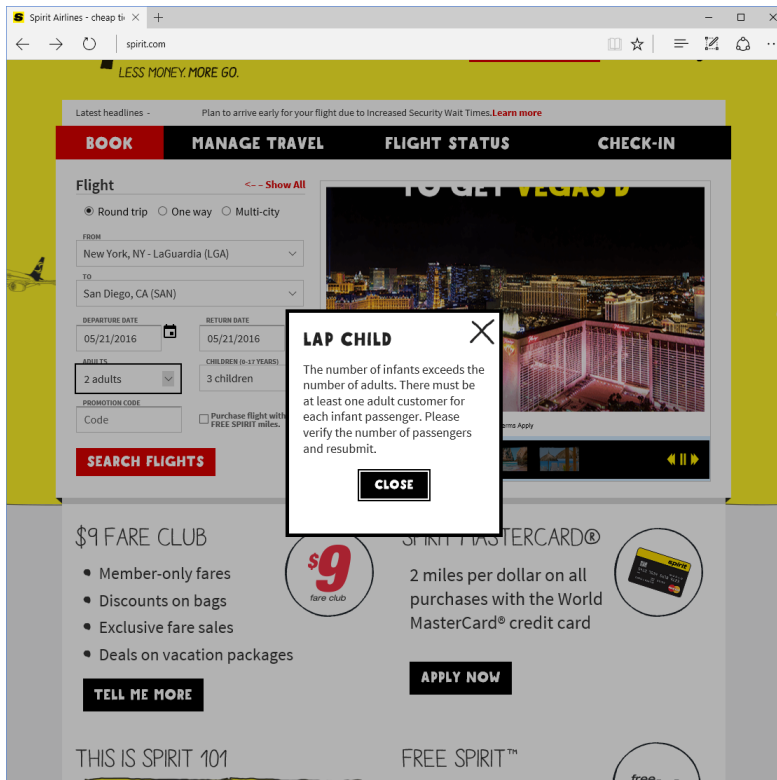 Spirit Airlines - cheap tic
spirit.com
LESS MONEY. MORE GO.
Latest headlines -
Plan to arrive early for your flight due to Increased Security Wait Times.Learn more
BOOK
MANAGE TRAVEL
FLIGHT STATUS
CHECK-IN
Flight
<- - Show All
Round trip
One way
Multi-city
FROM
New York, NY - LaGuardia (LGA)
TO
San Diego, CA (SAN)
DEPARTURE DATE
RETURN DATE
05/21/2016
05/21/2016
ADULTS
CHILDREN (0-17 YEARS)
2 adults
3 children
PROMOTION CODE
Code
Purchase flight with
FREE SPIRIT miles.
SEARCH FLIGHTS
TO GET VEGAS'D
LAP CHILD
The number of infants exceeds the
number of adults. There must be
at least one adult customer for
each infant passenger. Please
verify the number of passengers
and resubmit.
CLOSE
Apply
$9 FARE CLUB
Member-only fares
Discounts on bags
Exclusive fare sales
Deals on vacation packages
$9
fare club
TELL ME MORE
SPIRIT MASTERCARD®
2 miles per dollar on all
purchases with the World
MasterCard® credit card
spirit
APPLY NOW
THIS IS SPIRIT 101
FREE SPIRIT™
free